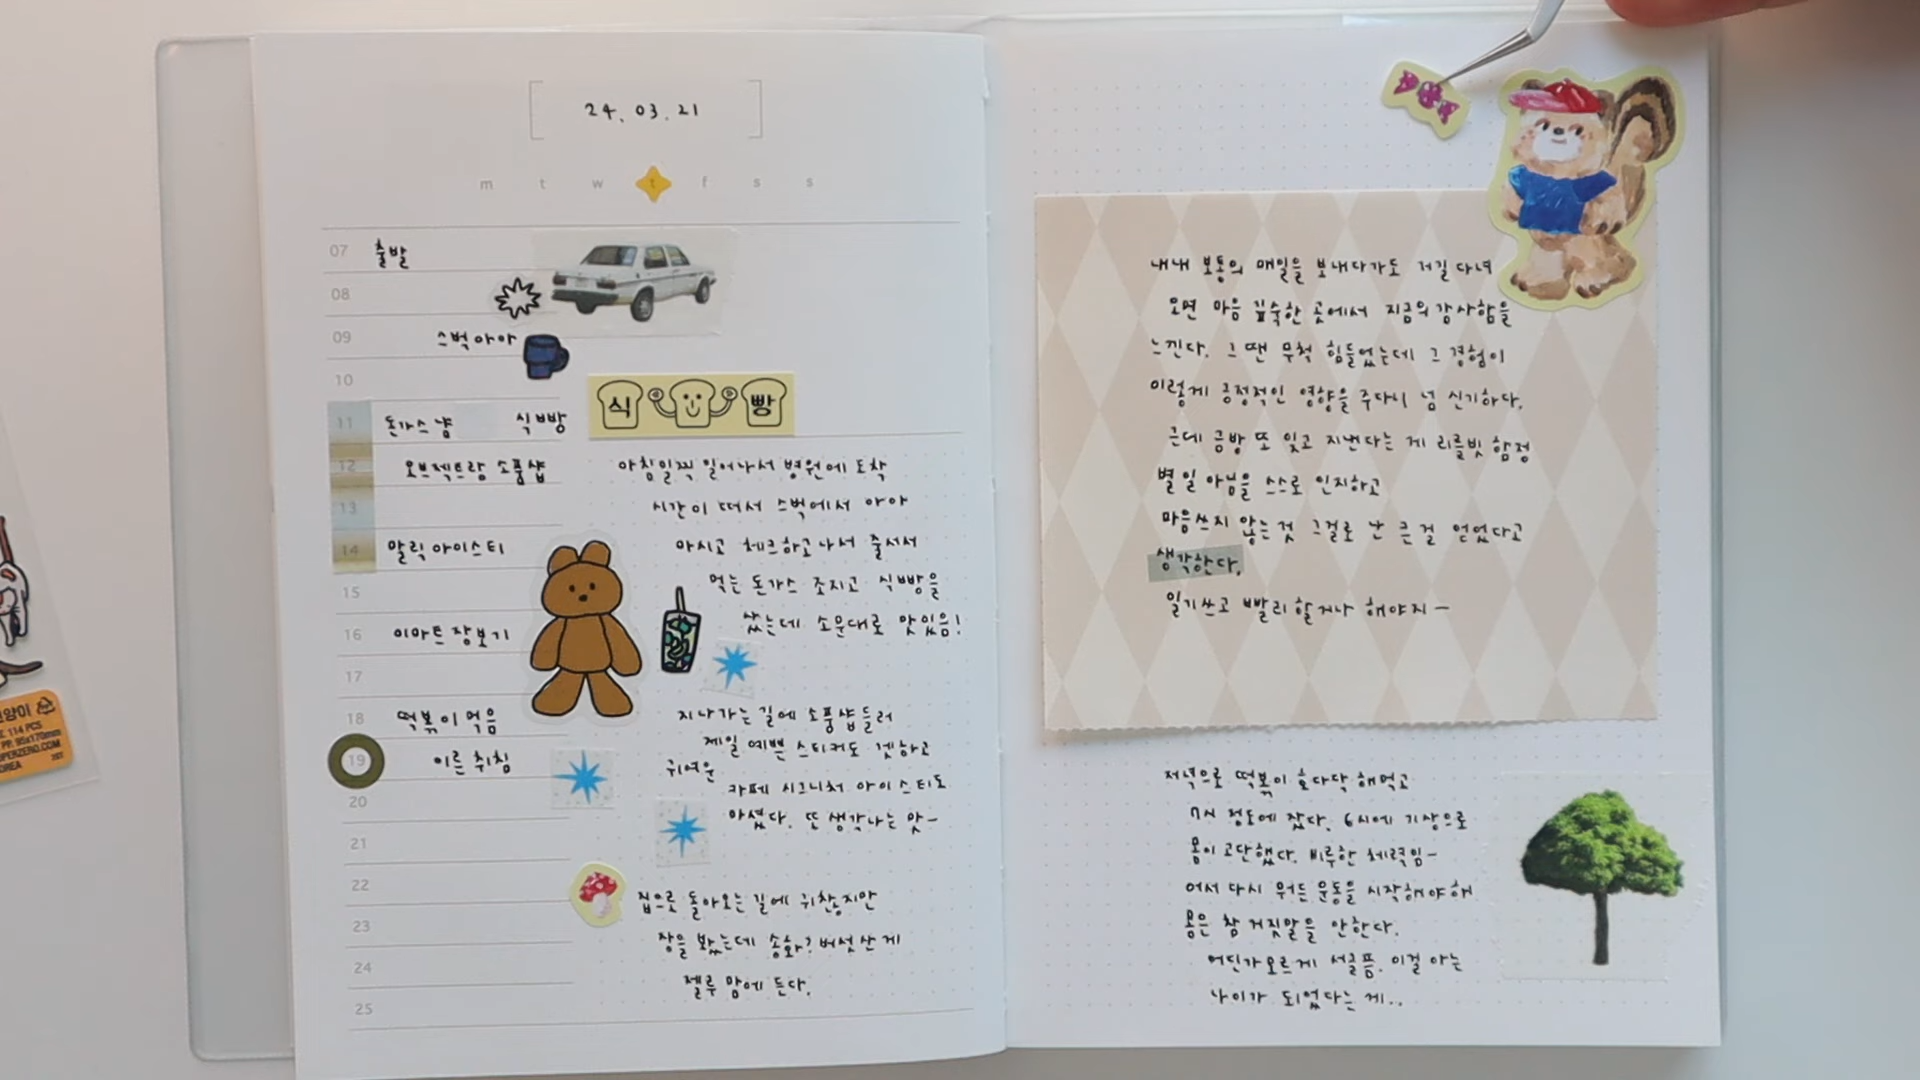 24. 03. 21
m t w t f s s
07 출발
08
09 스벅아아
10
식 빵
11 돈가스냠 식빵
12 오브젝트랑 소품샵
13
14 말릭아이스티
15
16 이마트 장보기
17
18 떡볶이 먹음
19 이른 취침
20
21
22
23
24
25
아침일찍 일어나서 병원에 도착
시간이 떠서 스벅에서 아아
마시고 체크하고나서 줄서서
먹는 돈가스 조지고 식빵을
샀는데 소문대로 맛있음!
지나가는 길에 소품샵들러
제일 예쁜 스티커도 겟하고
귀여운
카페 시그니처 아이스티도
마셨다. 또 생각나는 맛-
집으로 돌아오는 길에 귀찮지만
장을 봤는데 송화? 버섯산 게
젤루 맘에 든다.
내내 보통의 매일을 보내다가도 저길 다녀
오면 마음 깊숙한 곳에서 지금의 감사함을
느낀다. 그 땐 무척 힘들었는데 그 경험이
이렇게 긍정적인 영향을 주다니 넘 신기하다.
근데 금방 또 잊고 지낸다는 게 리를빗 함정
별일 아님을 스스로 인지하고
마음쓰지 않는 것 그걸로 난 큰 걸 얻었다고
생각한다.
일기쓰고 빨리 할거나 해야지-
저녁으로 떡볶이 호다닥 해먹고
7시 정도에 잤다. 6시에 기상으로
몸이 고단했다. 비루한 체력임-
어서 다시 뭐든 운동을 시작해야해
몸은 참 거짓말을 안한다.
어딘가모르게 서글픔. 이걸 아는
나이가 되었다는 게..
114 PCS
PP. 95x170mm